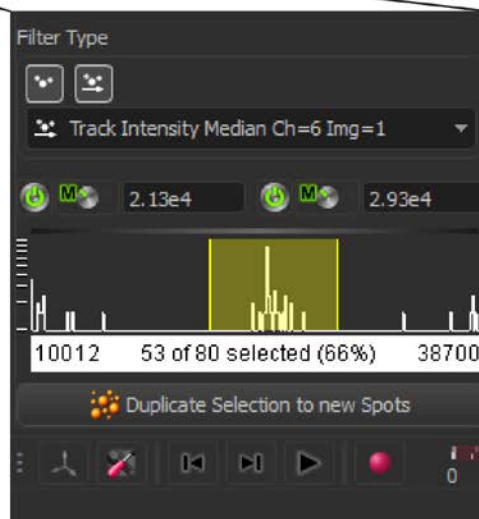 Filter Type
Track Intensity Median Ch=6 Img=1
M 2.13e4 M 2.93e4
10012 53 of 80 selected (66%) 38700
Duplicate Selection to new Spots
0